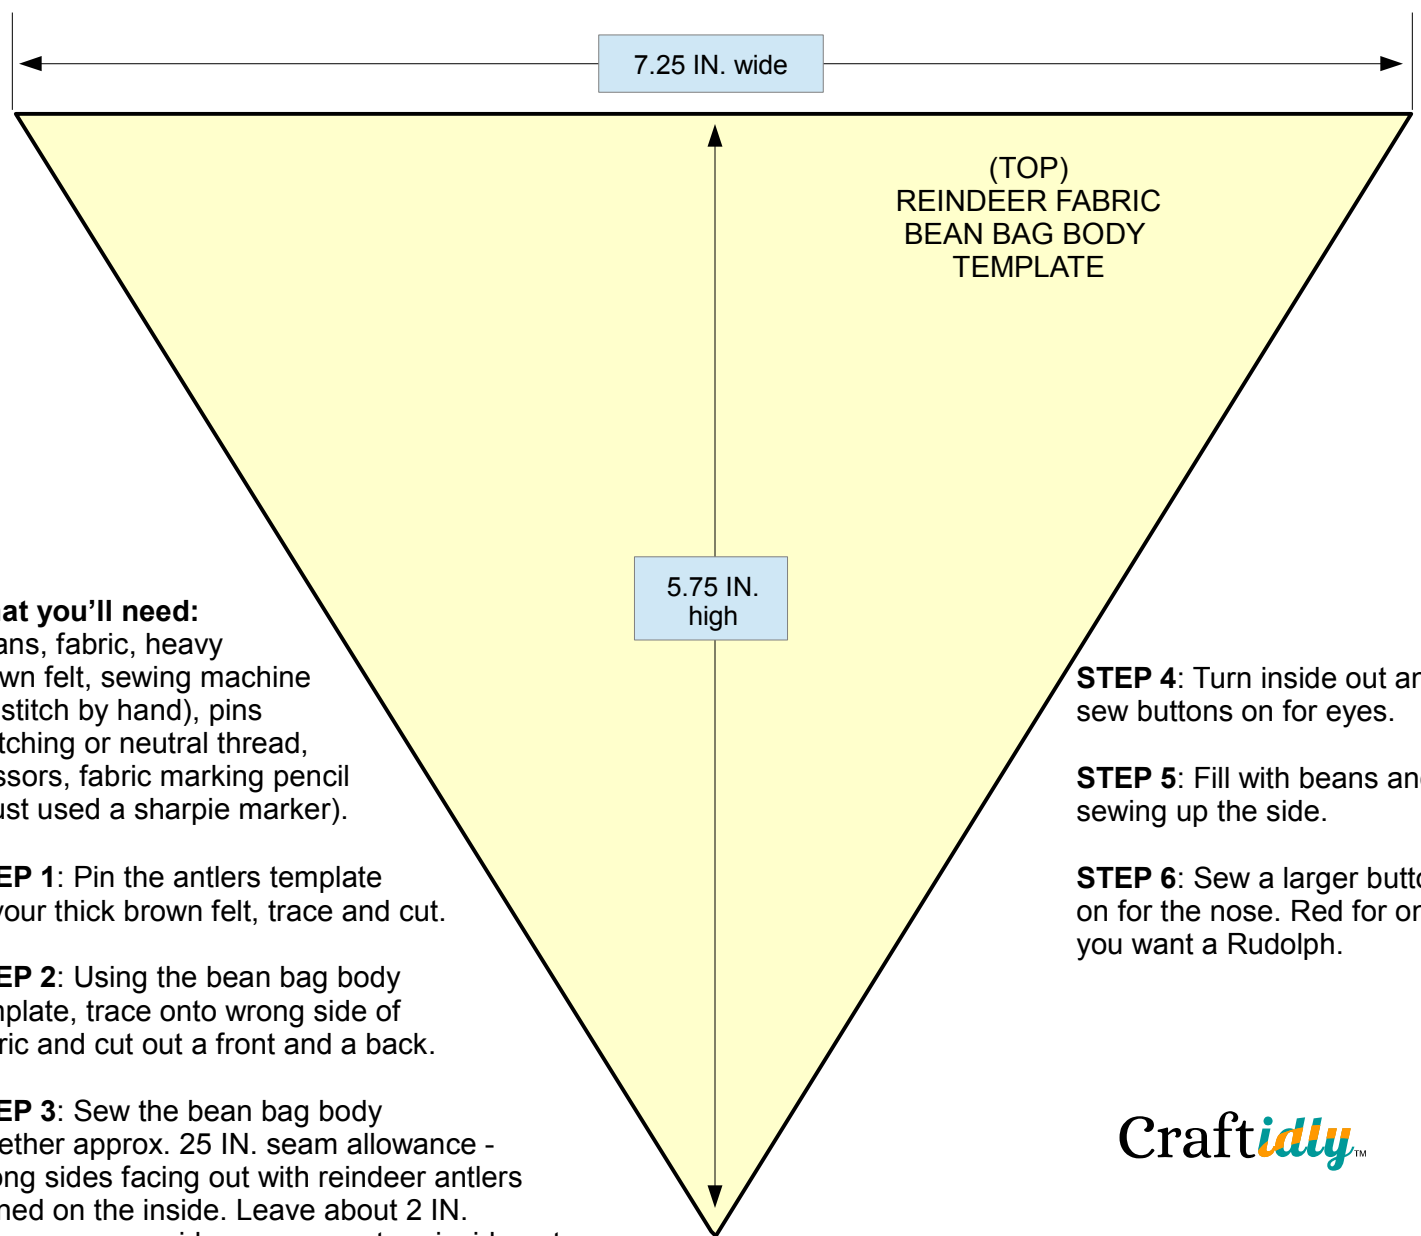 7.25 IN. wide
(TOP)
REINDEER FABRIC
BEAN BAG BODY
TEMPLATE
5.75 IN.
high
hat you’ll need:
ans, fabric, heavy
wn felt, sewing machine
stitch by hand), pins
tching or neutral thread,
ssors, fabric marking pencil
ust used a sharpie marker).
EP 1: Pin the antlers template
your thick brown felt, trace and cut.
EP 2: Using the bean bag body
mplate, trace onto wrong side of
ric and cut out a front and a back.
EP 3: Sew the bean bag body
ether approx. 25 IN. seam allowance -
ong sides facing out with reindeer antlers
ned on the inside. Leave about 2 IN.
STEP 4: Turn inside out an
sew buttons on for eyes.
STEP 5: Fill with beans and
sewing up the side.
STEP 6: Sew a larger butto
on for the nose. Red for or
you want a Rudolph.
Craftidly™